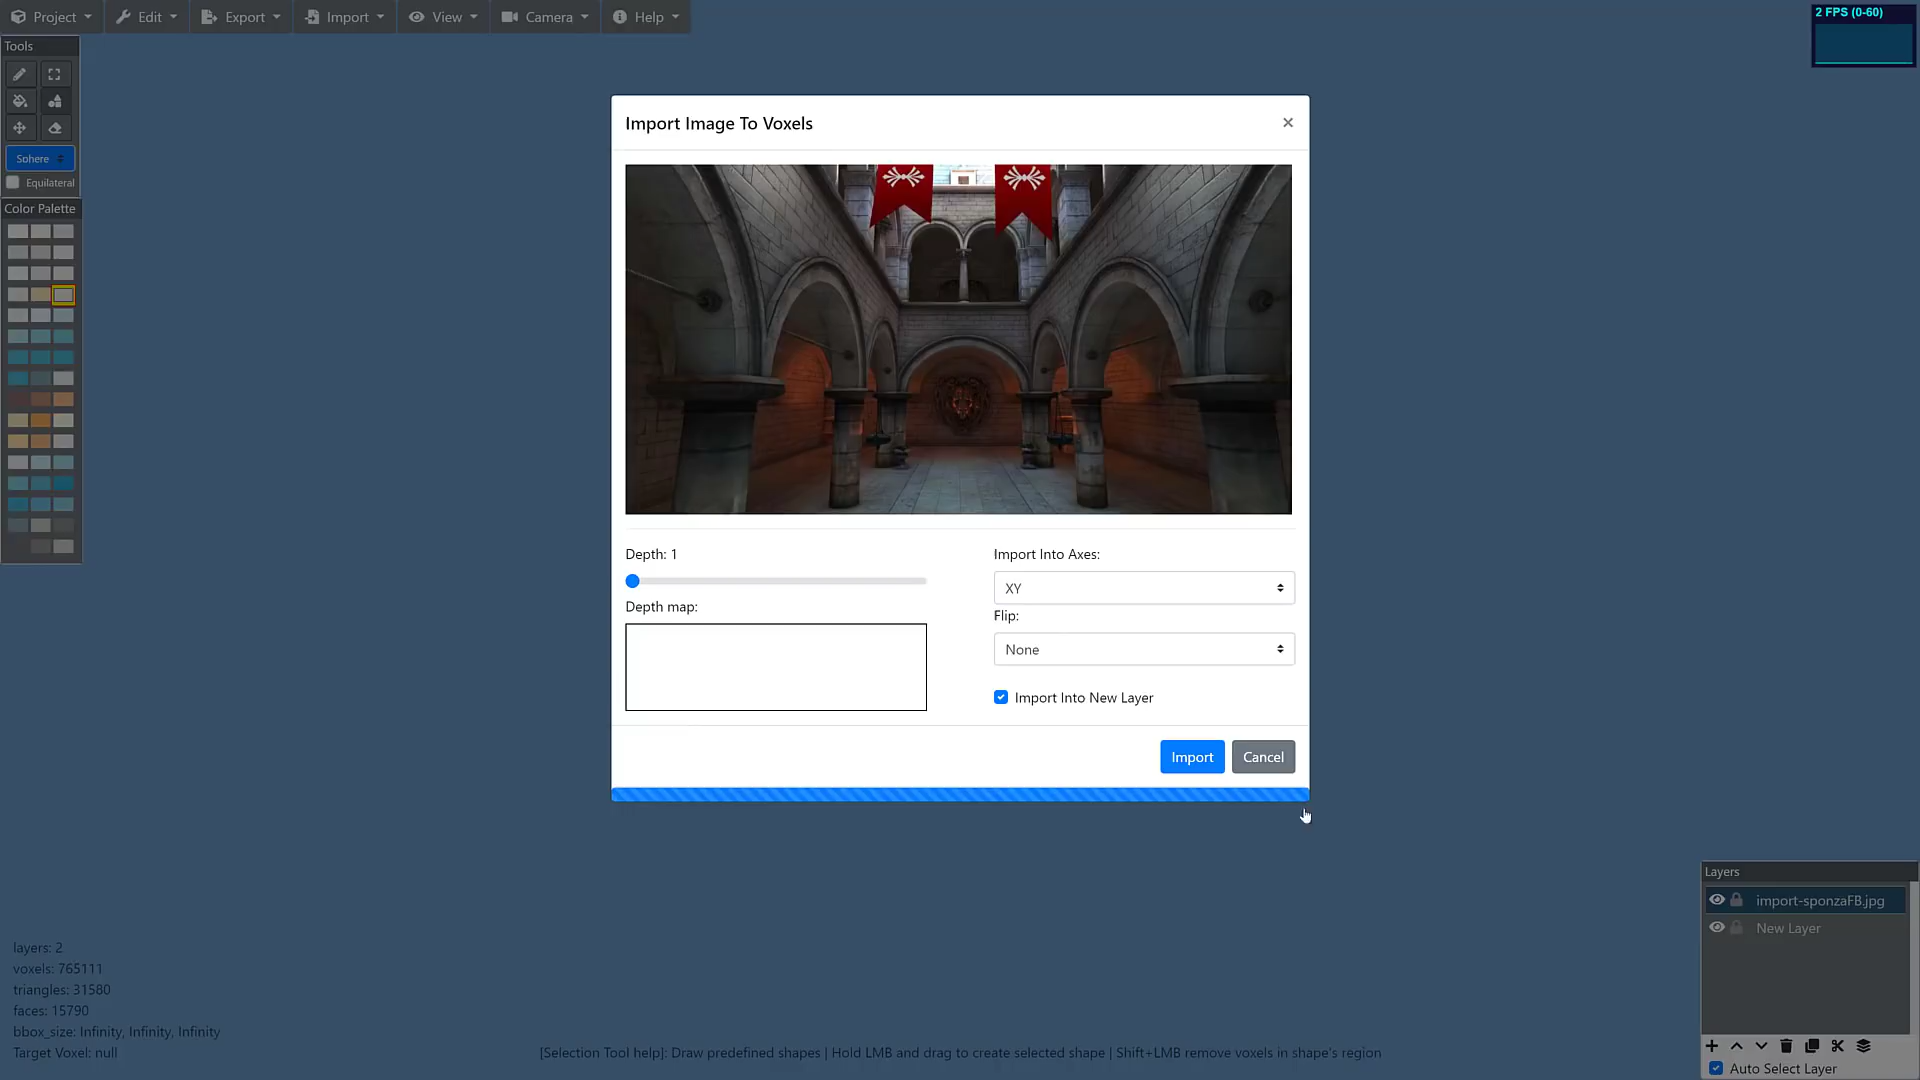 Project
Edit
Export
Import
View
Camera
Help
2 FPS (0-60)
Tools
Sphere
Equilateral
Color Palette
Import Image To Voxels
×
Depth: 1
Depth map:
Import Into Axes:
XY
Flip:
None
Import Into New Layer
Import
Cancel
Layers
import-sponzaFB.jpg
New Layer
Auto Select Layer
layers: 2
voxels: 765111
triangles: 31580
faces: 15790
bbox_size: Infinity, Infinity, Infinity
Target Voxel: null
[Selection Tool help]: Draw predefined shapes | Hold LMB and drag to create selected shape | Shift+LMB remove voxels in shape's region